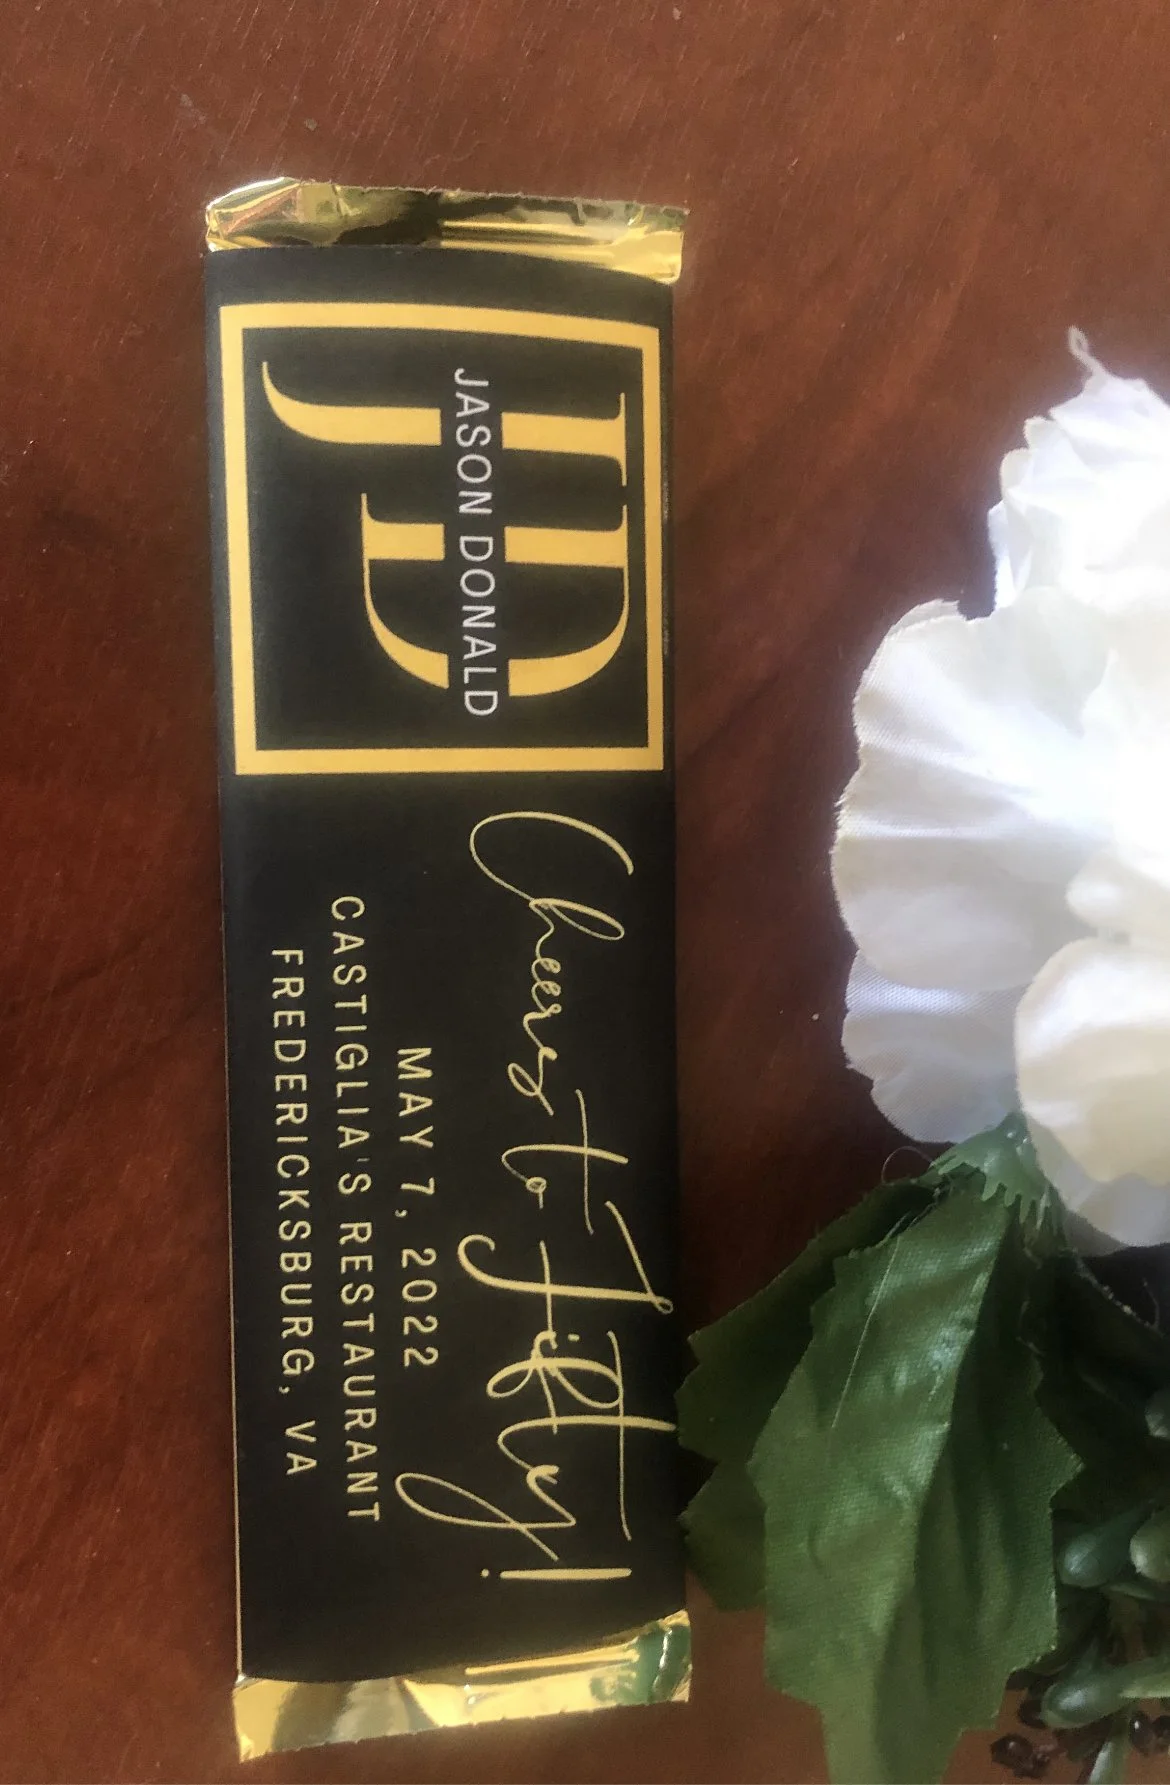 JD
JASON DONALD
Cheers to Fifty!
MAY 7, 2022
CASTIGLIA'S RESTAURANT
FREDERICKSBURG, VA